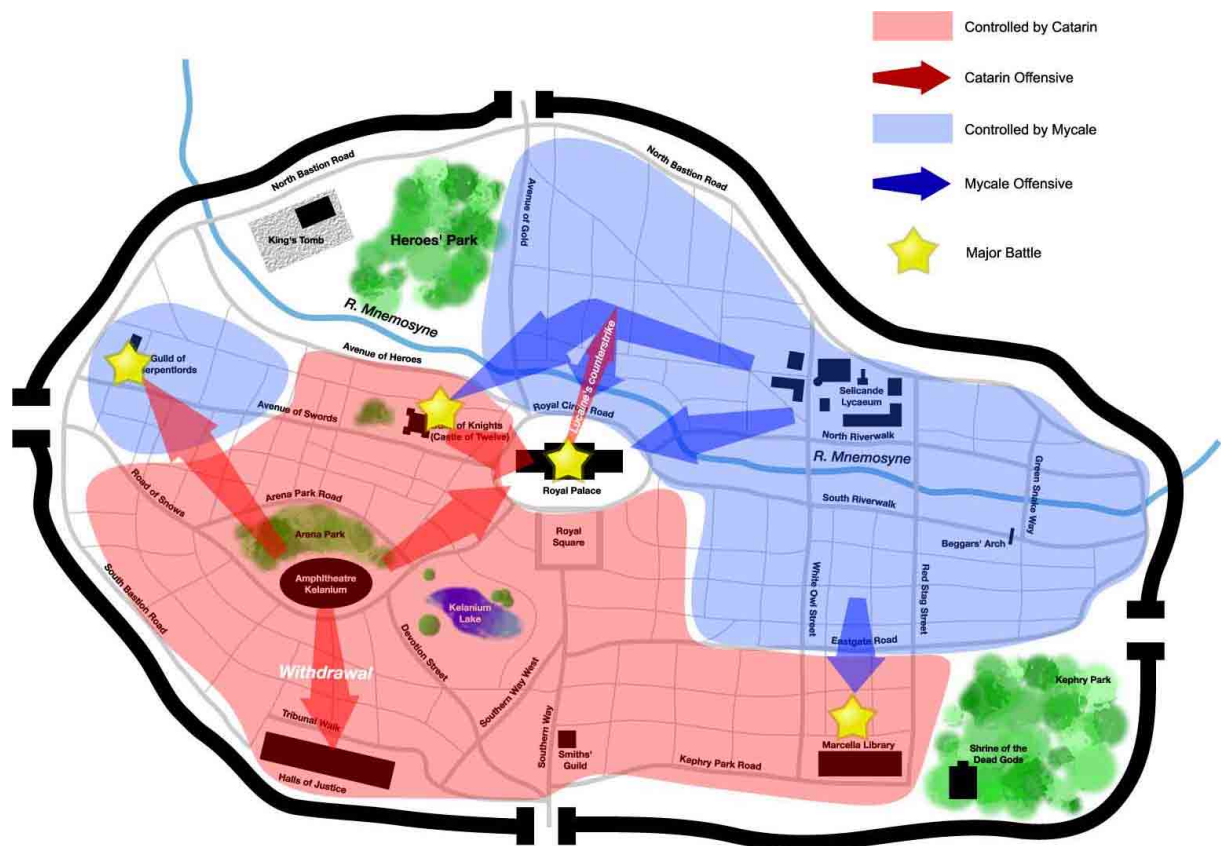 Controlled by Catarin
Catarin Offensive
Controlled by Mycale
Mycale Offensive
Major Battle
North Bastion Road
King's Tomb
Heroes' Park
Avenue of Gold
North Bastion Road
R. Mnemosyne
Guild of
Serpentlords
Avenue of Heroes
Avenue of Swords
of Knights
(Castle of Twelve)
Royal Circle Road
Lucaine's counterstrike
Royal Palace
Selicande
Lycaeum
North Riverwalk
R. Mnemosyne
South Riverwalk
Green Snake Way
Beggars' Arch
Road of Snows
Arena Park Road
Arena Park
Amphitheatre
Kelanium
Royal
Square
Kelanium
Lake
South Bastion Road
Devotion Street
Withdrawal
Southern Way West
Southern Way
White Owl Street
Red Stag Street
Eastgate Road
Tribunal Walk
Halls of Justice
Smiths'
Guild
Kephry Park Road
Marcella Library
Kephry Park
Shrine of the
Dead Gods